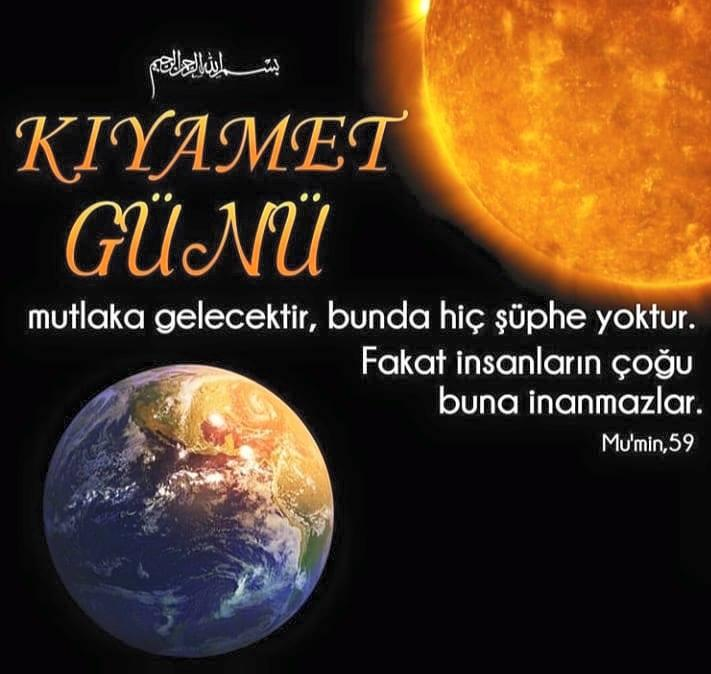 بسم الله الرحمن الرحيم
KIYAMET
GÜNÜ
mutlaka gelecektir, bunda hiç şüphe yoktur.
Fakat insanların çoğu
buna inanmazlar.
Mu'min,59